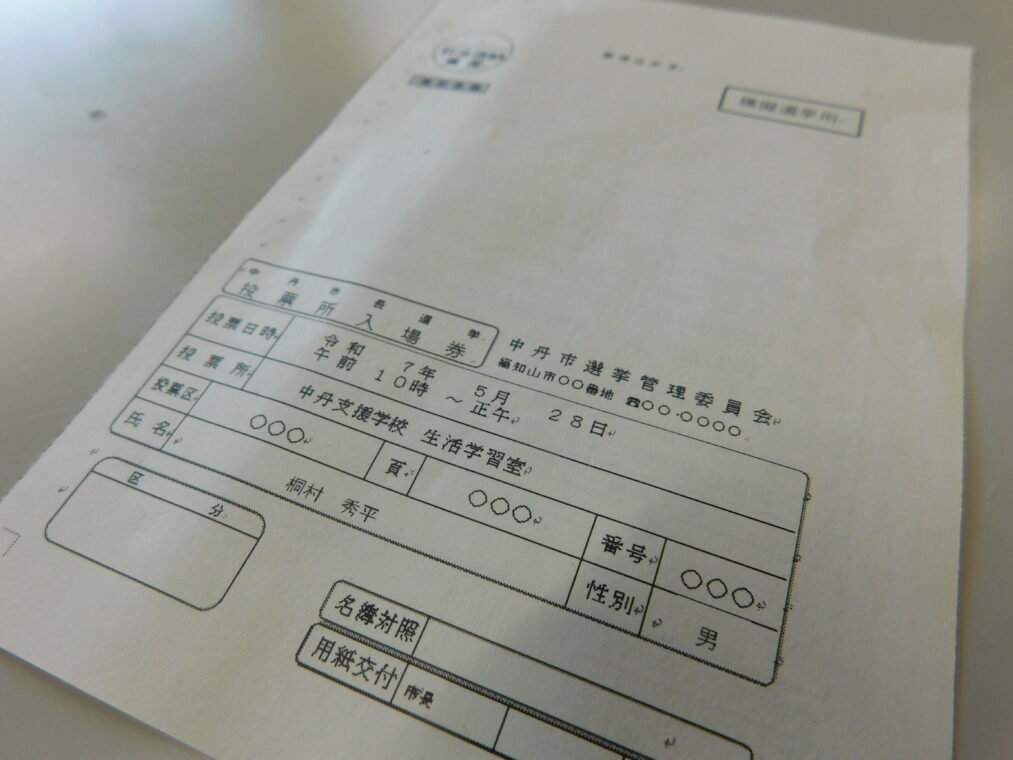 模擬選挙用
中丹市長選挙
投票所入場券
中丹市選挙管理委員会
福知山市〇〇番地 ☎〇〇-〇〇〇〇
投票日時 令和 7年 5月 28日
午前 10時 ~ 正午
投票所 中丹支援学校 生活学習室
投票区 〇〇〇 頁 〇〇〇 番号 〇〇〇
氏名 桐村 秀平 性別 男
区分
名簿対照
用紙交付 市長